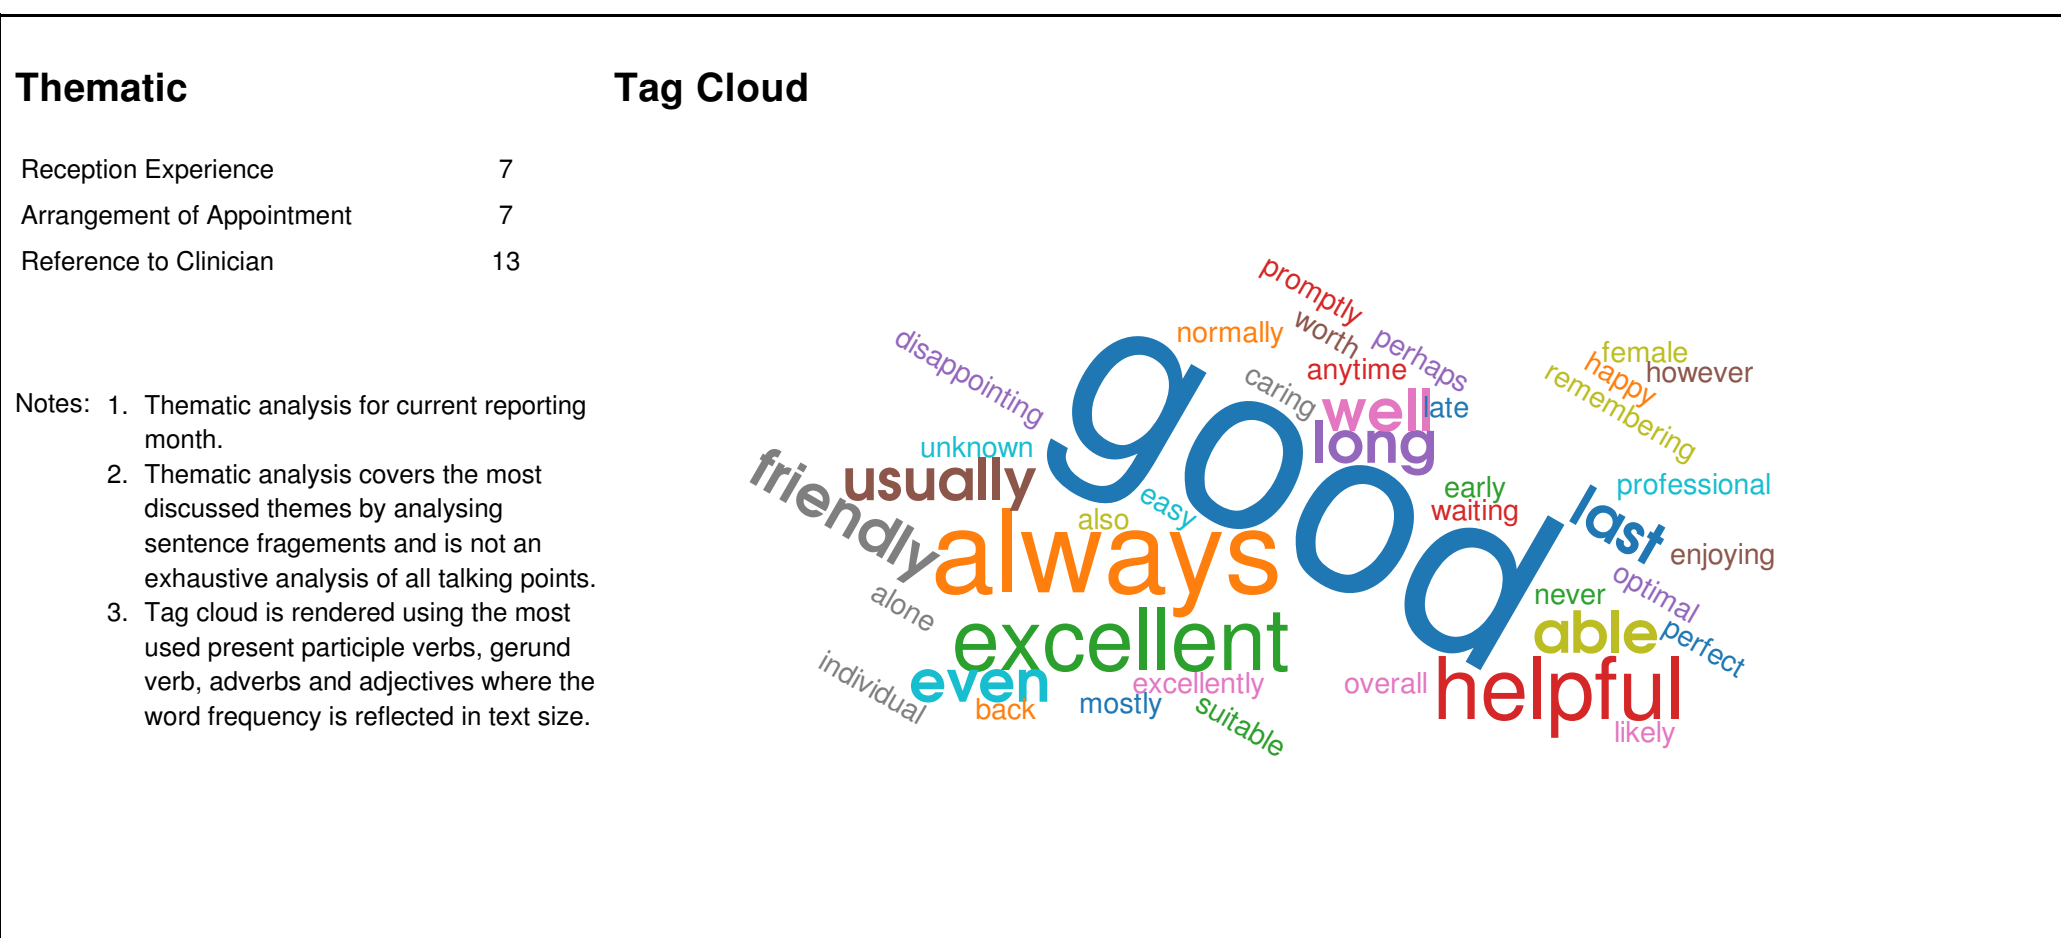 Thematic
Tag Cloud
Reception Experience 7
Arrangement of Appointment 7
Reference to Clinician 13
Notes: 1. Thematic analysis for current reporting
month.
2. Thematic analysis covers the most
discussed themes by analysing
sentence fragements and is not an
exhaustive analysis of all talking points.
3. Tag cloud is rendered using the most
used present participle verbs, gerund
verb, adverbs and adjectives where the
word frequency is reflected in text size.
promptly
normally
worth
perhaps
disappointing
anytime
female
happy
however
remembering
caring
well
late
good
long
unknown
usually
friendly
easy
also
early
waiting
professional
last
enjoying
always
optimal
never
alone
able
perfect
excellent
individual
even
back
mostly
excellently
suitable
overall
helpful
likely